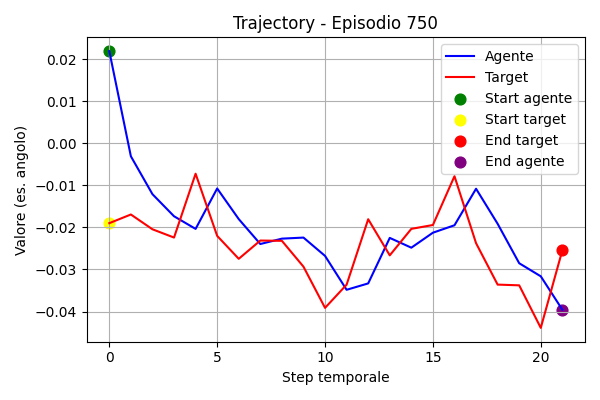 Trajectory - Episodio 750
Valore (es. angolo)
0.02
0.01
0.00
−0.01
−0.02
−0.03
−0.04
Agente
Target
Start agente
Start target
End target
End agente
0 5 10 15 20
Step temporale